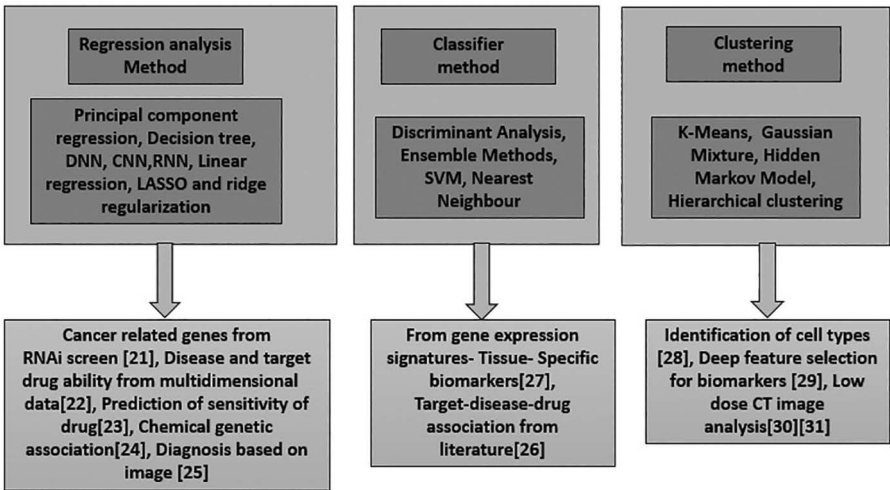 Regression analysis
Method
Principal component
regression, Decision tree,
DNN, CNN,RNN, Linear
regression, LASSO and ridge
regularization
Cancer related genes from
RNAi screen [21], Disease and target
drug ability from multidimensional
data[22], Prediction of sensitivity of
drug[23], Chemical genetic
association[24], Diagnosis based on
image [25]
Classifier
method
Discriminant Analysis,
Ensemble Methods,
SVM, Nearest
Neighbour
From gene expression
signatures- Tissue- Specific
biomarkers[27],
Target-disease-drug
association from
literature[26]
Clustering
method
K-Means, Gaussian
Mixture, Hidden
Markov Model,
Hierarchical clustering
Identification of cell types
[28], Deep feature selection
for biomarkers [29], Low
dose CT image
analysis[30][31]